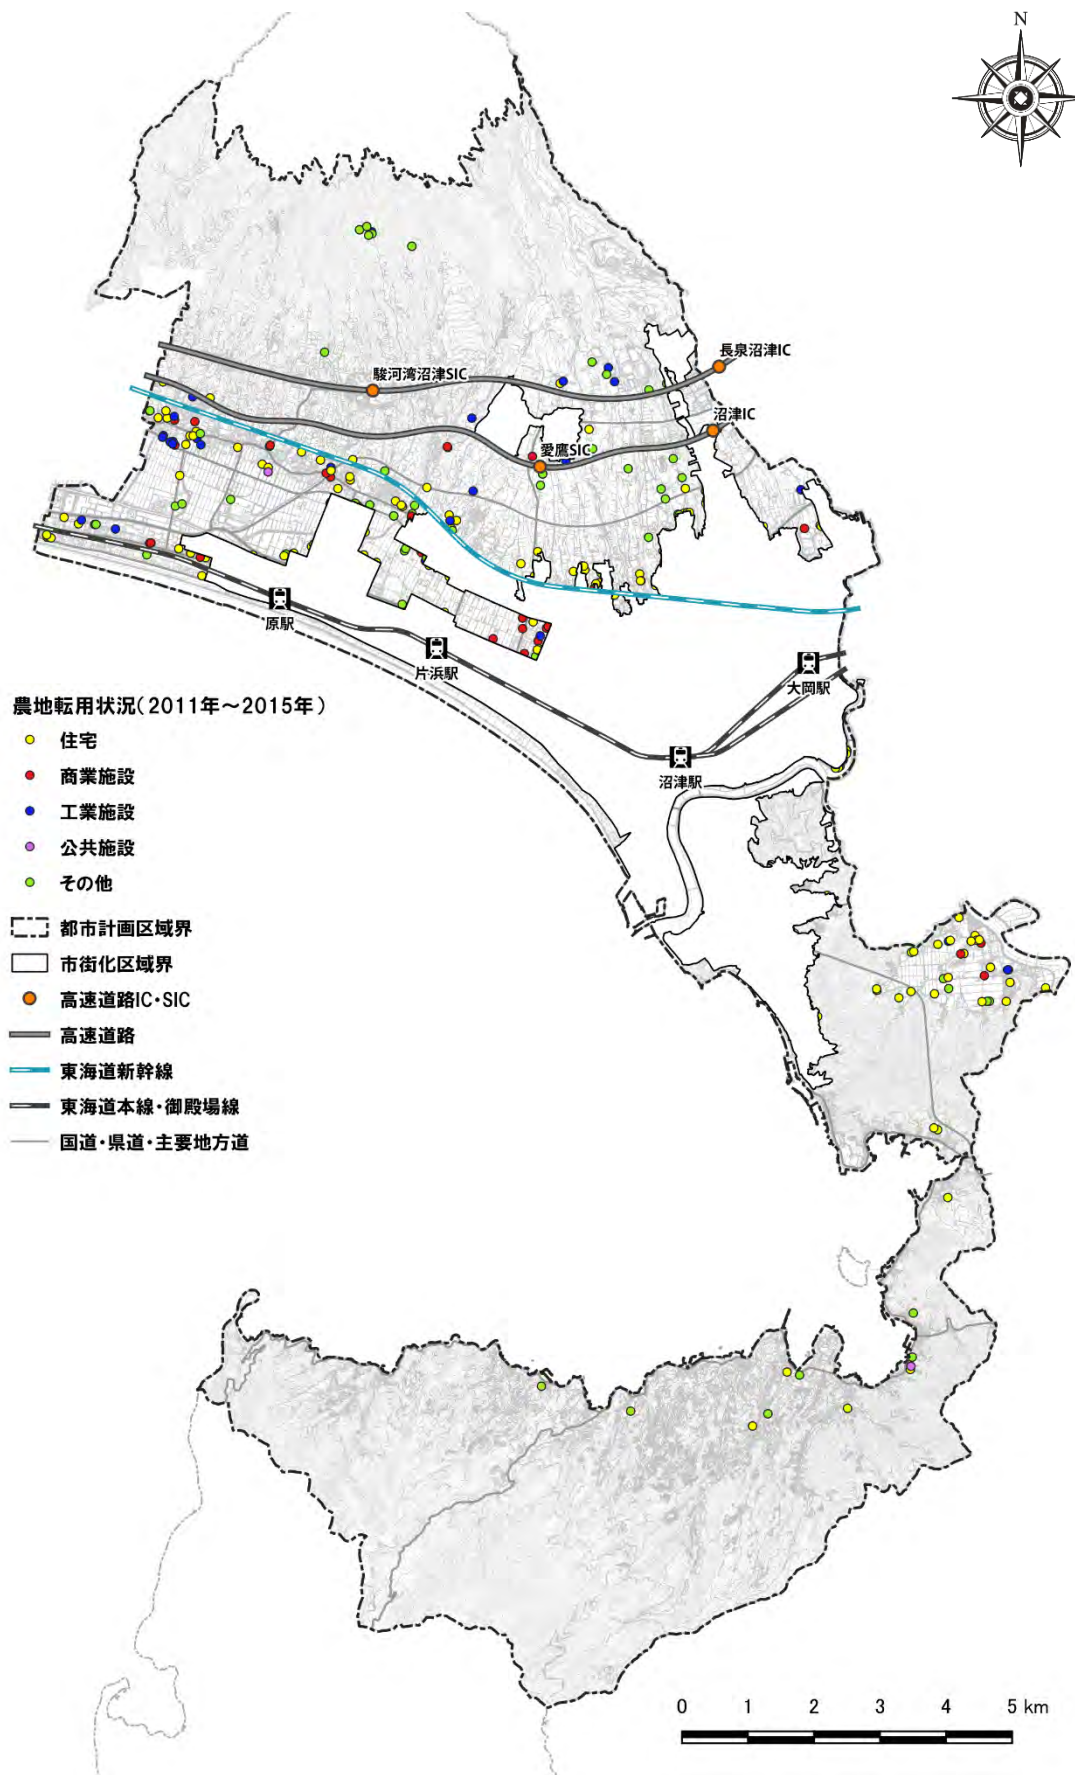 N
長泉沼津IC
駿河湾沼津SIC
沼津IC
愛鷹SIC
原駅
片浜駅
大岡駅
沼津駅
農地転用状況(2011年～2015年)
住宅
商業施設
工業施設
公共施設
その他
都市計画区域界
市街化区域界
高速道路IC・SIC
高速道路
東海道新幹線
東海道本線・御殿場線
国道・県道・主要地方道
0 1 2 3 4 5 km